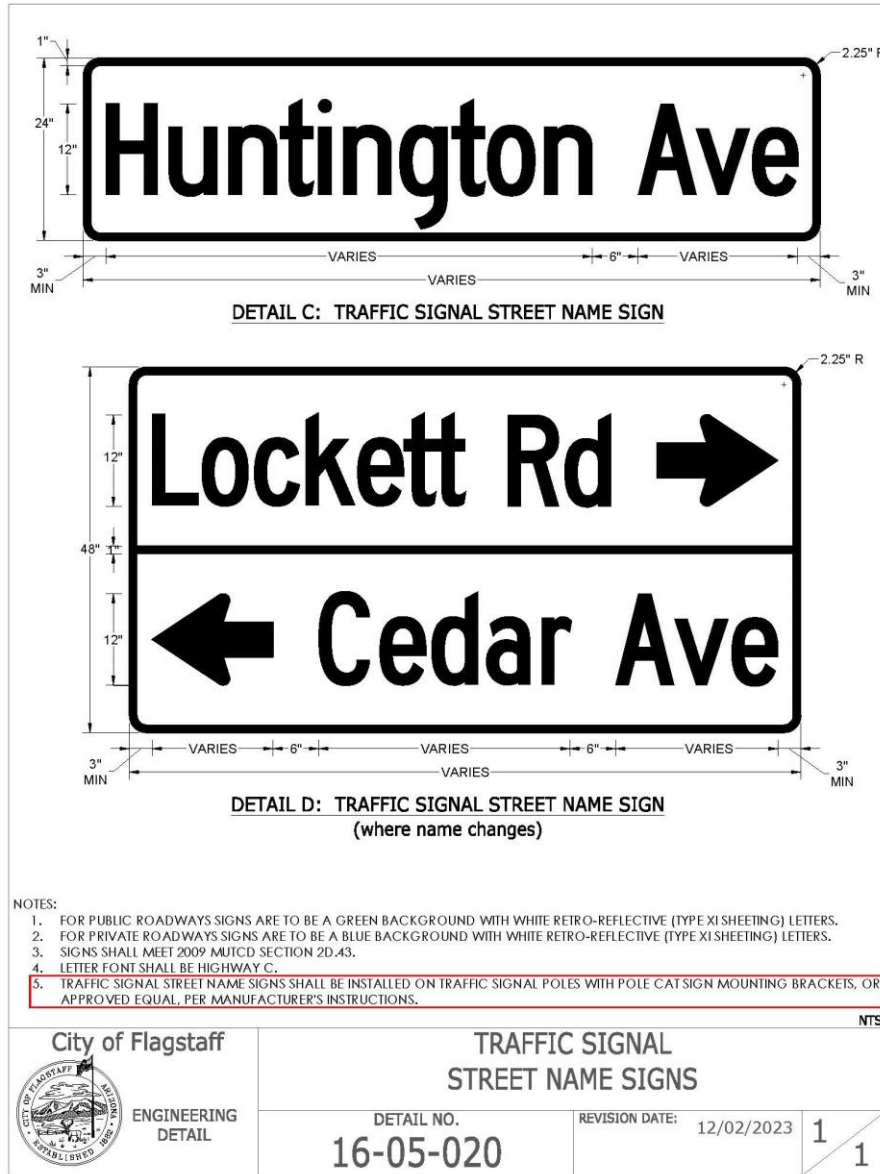 1"
2.25" R
24"
12"
Huntington Ave
VARIES
6"
VARIES
3"
MIN
VARIES
3"
MIN
DETAIL C: TRAFFIC SIGNAL STREET NAME SIGN
2.25" R
12"
Lockett Rd
48"
1"
12"
Cedar Ave
VARIES
6"
VARIES
6"
VARIES
3"
MIN
VARIES
3"
MIN
DETAIL D: TRAFFIC SIGNAL STREET NAME SIGN
(where name changes)
NOTES:
1. FOR PUBLIC ROADWAYS SIGNS ARE TO BE A GREEN BACKGROUND WITH WHITE RETRO-REFLECTIVE (TYPE XI SHEETING) LETTERS.
2. FOR PRIVATE ROADWAYS SIGNS ARE TO BE A BLUE BACKGROUND WITH WHITE RETRO-REFLECTIVE (TYPE XI SHEETING) LETTERS.
3. SIGNS SHALL MEET 2009 MUTCD SECTION 2D.43.
4. LETTER FONT SHALL BE HIGHWAY C.
5. TRAFFIC SIGNAL STREET NAME SIGNS SHALL BE INSTALLED ON TRAFFIC SIGNAL POLES WITH POLE CAT SIGN MOUNTING BRACKETS, OR
APPROVED EQUAL, PER MANUFACTURER'S INSTRUCTIONS.
NTS
City of Flagstaff
CITY OF FLAGSTAFF ARIZONA
ESTABLISHED 1882
ENGINEERING
DETAIL
TRAFFIC SIGNAL
STREET NAME SIGNS
DETAIL NO.
16-05-020
REVISION DATE: 12/02/2023
1
1